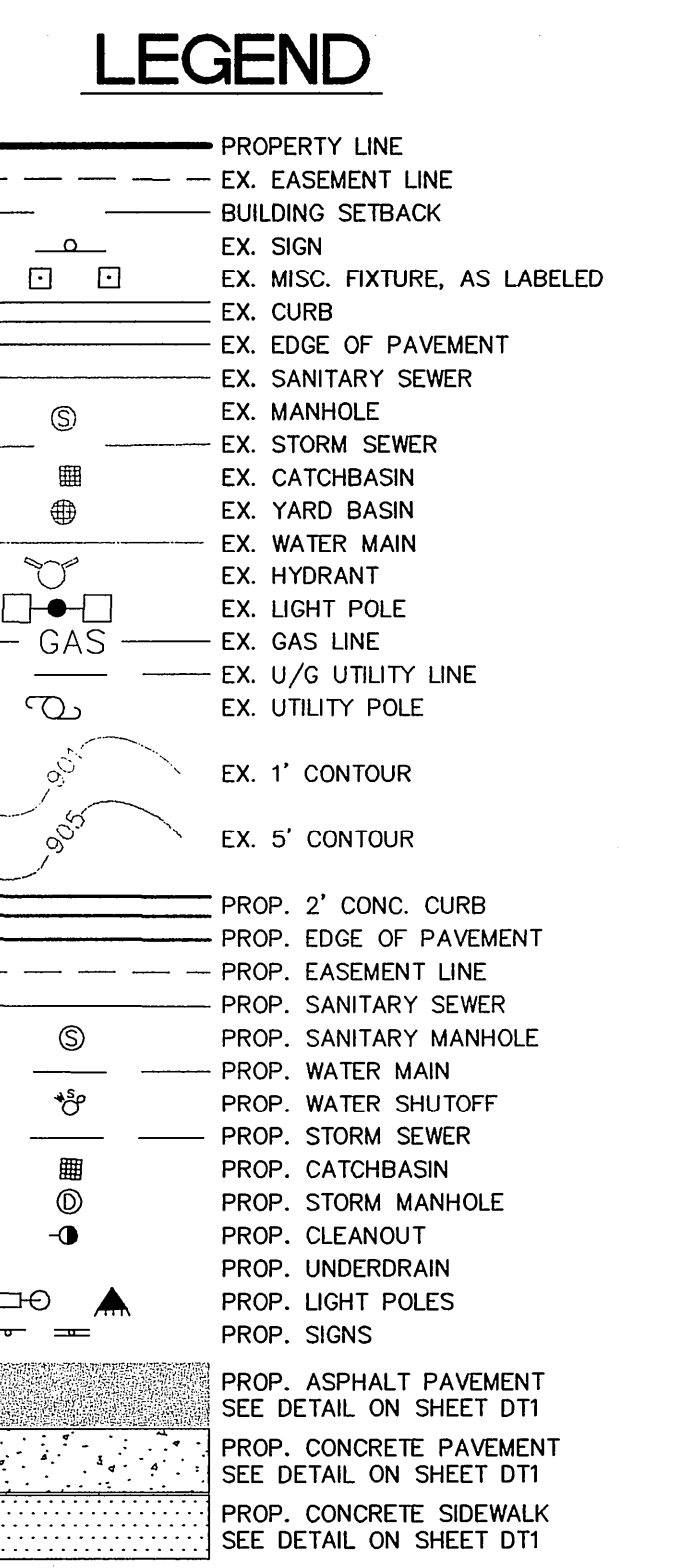 LEGEND
PROPERTY LINE
EX. EASEMENT LINE
BUILDING SETBACK
EX. SIGN
EX. MISC. FIXTURE, AS LABELED
EX. CURB
EX. EDGE OF PAVEMENT
EX. SANITARY SEWER
S EX. MANHOLE
EX. STORM SEWER
EX. CATCHBASIN
EX. YARD BASIN
EX. WATER MAIN
EX. HYDRANT
EX. LIGHT POLE
GAS EX. GAS LINE
EX. U/G UTILITY LINE
EX. UTILITY POLE
901 EX. 1' CONTOUR
905 EX. 5' CONTOUR
PROP. 2' CONC. CURB
PROP. EDGE OF PAVEMENT
PROP. EASEMENT LINE
PROP. SANITARY SEWER
S PROP. SANITARY MANHOLE
PROP. WATER MAIN
S PROP. WATER SHUTOFF
PROP. STORM SEWER
PROP. CATCHBASIN
D PROP. STORM MANHOLE
PROP. CLEANOUT
PROP. UNDERDRAIN
PROP. LIGHT POLES
PROP. SIGNS
PROP. ASPHALT PAVEMENT
SEE DETAIL ON SHEET DT1
PROP. CONCRETE PAVEMENT
SEE DETAIL ON SHEET DT1
PROP. CONCRETE SIDEWALK
SEE DETAIL ON SHEET DT1